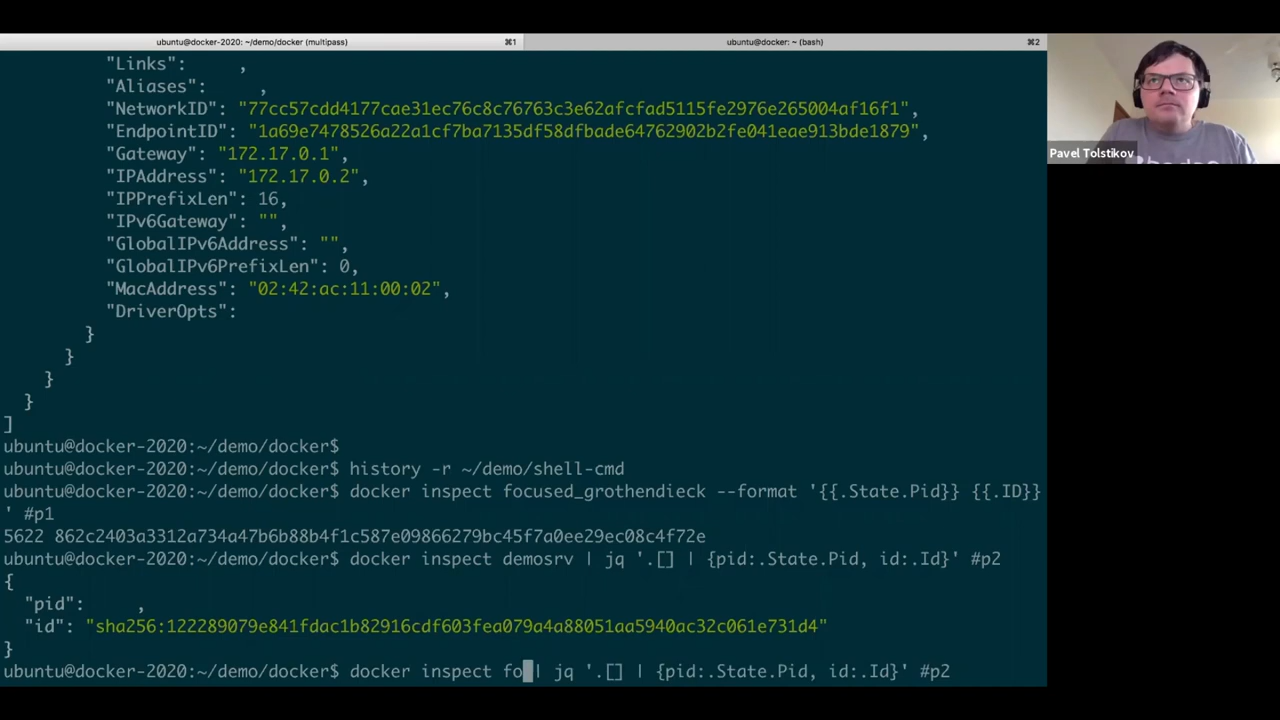 ubuntu@docker-2020: ~/demo/docker (multipass) ⌘1 ubuntu@docker: ~ (bash) ⌘2
"Links": ,
"Aliases": ,
"NetworkID": "77cc57cdd4177cae31ec76c8c76763c3e62afcfad5115fe2976e265004af16f1",
"EndpointID": "1a69e7478526a22a1cf7ba7135df58dfbade64762902b2fe041eae913bde1879",
"Gateway": "172.17.0.1",
"IPAddress": "172.17.0.2",
"IPPrefixLen": 16,
"IPv6Gateway": "",
"GlobalIPv6Address": "",
"GlobalIPv6PrefixLen": 0,
"MacAddress": "02:42:ac:11:00:02",
"DriverOpts":
}
}
}
}
]
ubuntu@docker-2020:~/demo/docker$
ubuntu@docker-2020:~/demo/docker$ history -r ~/demo/shell-cmd
ubuntu@docker-2020:~/demo/docker$ docker inspect focused_grothendieck --format '{{.State.Pid}} {{.ID}}
' #p1
5622 862c2403a3312a734a47b6b88b4f1c587e09866279bc45f7a0ee29ec08c4f72e
ubuntu@docker-2020:~/demo/docker$ docker inspect demosrv | jq '.[] | {pid:.State.Pid, id:.Id}' #p2
{
"pid": ,
"id": "sha256:122289079e841fdac1b82916cdf603fea079a4a88051aa5940ac32c061e731d4"
}
ubuntu@docker-2020:~/demo/docker$ docker inspect fo | jq '.[] | {pid:.State.Pid, id:.Id}' #p2
Pavel Tolstikov